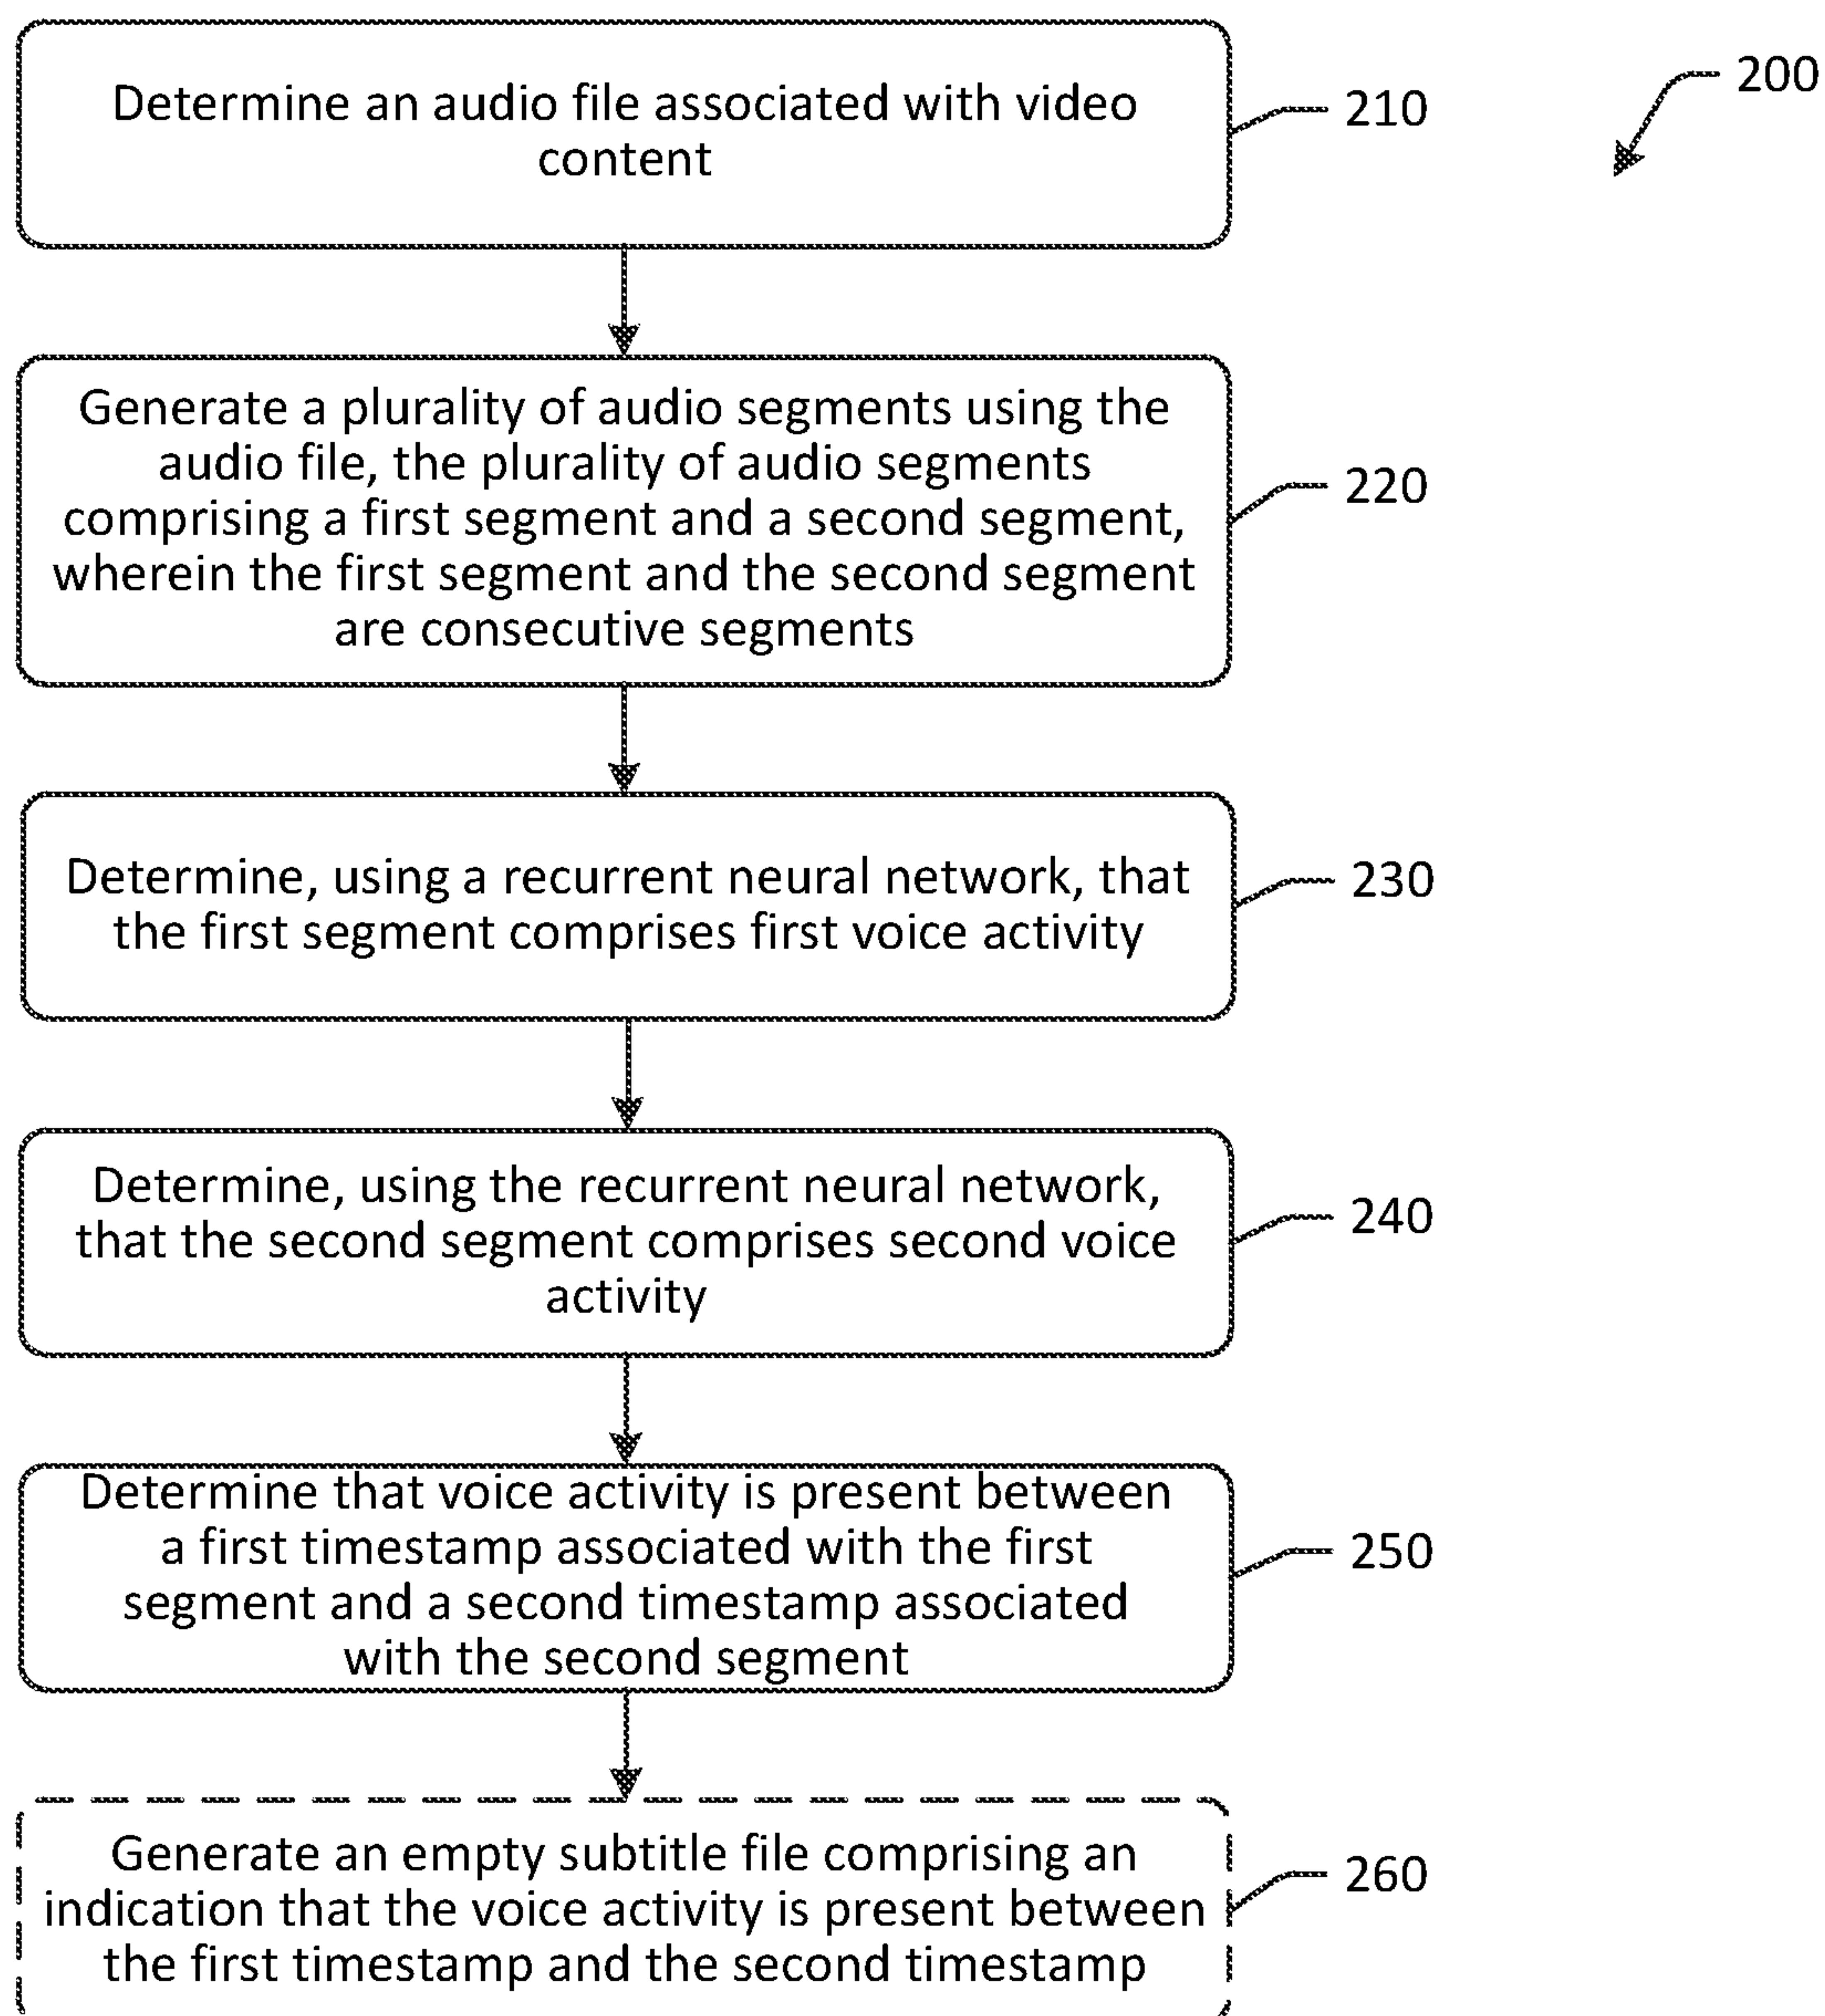 200
Determine an audio file associated with video
content
210
Generate a plurality of audio segments using the
audio file, the plurality of audio segments
comprising a first segment and a second segment,
wherein the first segment and the second segment
are consecutive segments
220
Determine, using a recurrent neural network, that
the first segment comprises first voice activity
230
Determine, using the recurrent neural network,
that the second segment comprises second voice
activity
240
Determine that voice activity is present between
a first timestamp associated with the first
segment and a second timestamp associated
with the second segment
250
Generate an empty subtitle file comprising an
indication that the voice activity is present between
the first timestamp and the second timestamp
260